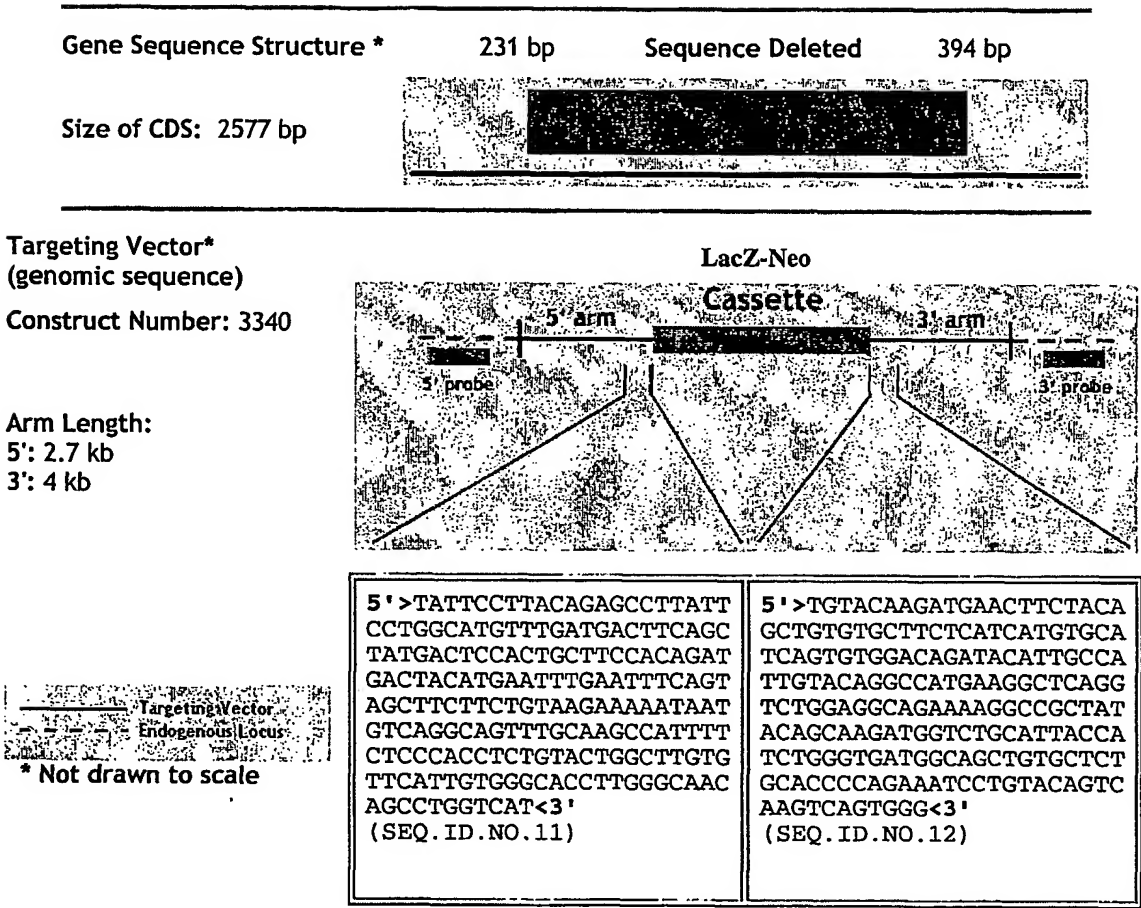 Gene Sequence Structure * 231 bp Sequence Deleted 394 bp
Size of CDS: 2577 bp
Targeting Vector*
(genomic sequence)
Construct Number: 3340
Arm Length:
5': 2.7 kb
3': 4 kb
LacZ-Neo
Cassette
5' arm 3' arm
5' probe 3' probe
5'>TATTCCTTACAGAGCCTTATT
CCTGGCATGTTTGATGACTTCAGC
TATGACTCCACTGCTTCCACAGAT
GACTACATGAATTTGAATTTCAGT
AGCTTCTTCTGTAAGAAAAATAAT
GTCAGGCAGTTTGCAAGCCATTTT
CTCCCACCTCTGTACTGGCTTGTG
TTCATTGTGGGCACCTTGGGCAAC
AGCCTGGTCAT<3'
(SEQ.ID.NO.11)
5'>TGTACAAGATGAACTTCTACA
GCTGTGTGCTTCTCATCATGTGCA
TCAGTGTGGACAGATACATTGCCA
TTGTACAGGCCATGAAGGCTCAGG
TCTGGAGGCAGAAAAGGCCGCTAT
ACAGCAAGATGGTCTGCATTACCA
TCTGGGTGATGGCAGCTGTGCTCT
GCACCCCAGAAATCCTGTACAGTC
AAGTCAGTGGG<3'
(SEQ.ID.NO.12)
Targeting Vector
Endogenous Locus
* Not drawn to scale